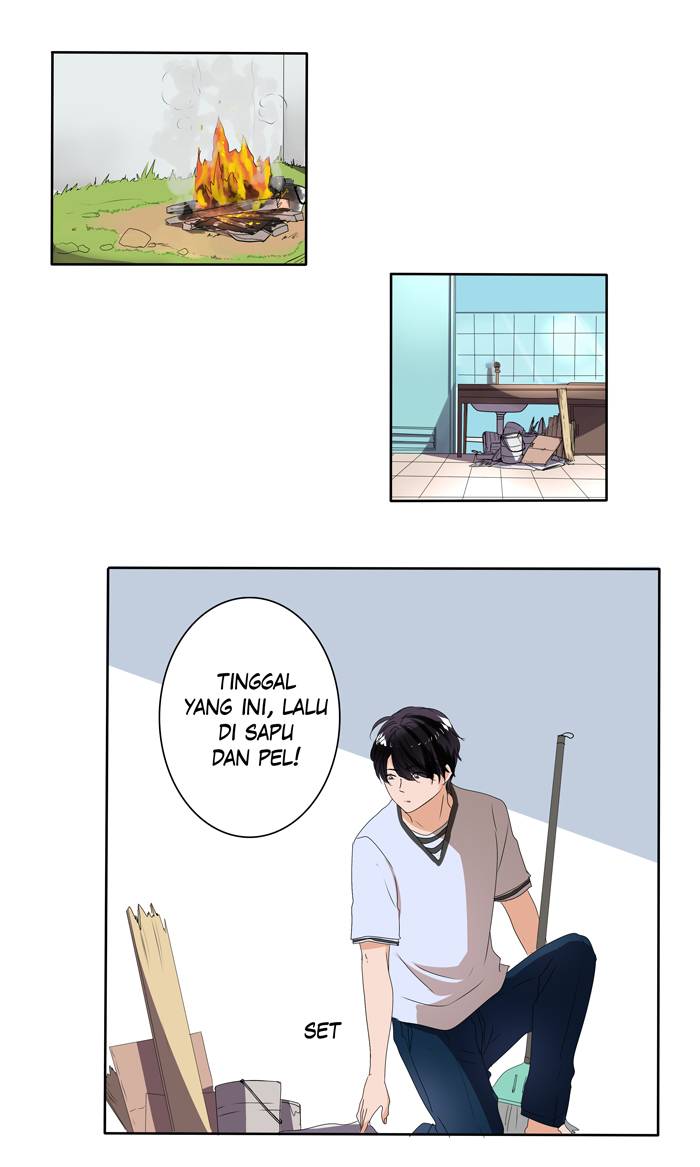 TINGGAL
YANG INI, LALU
DI SAPU
DAN PEL!
SET